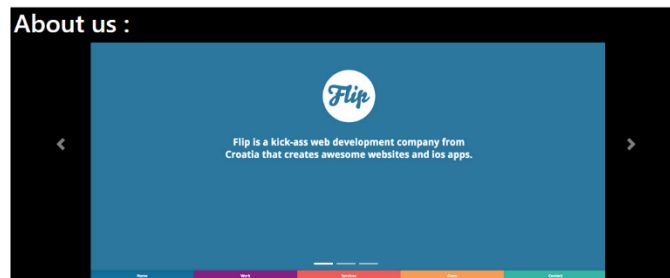 About us :
Flip
Flip is a kick-ass web development company from
Croatia that creates awesome websites and ios apps.
Home
Work
Services
Crew
Contact